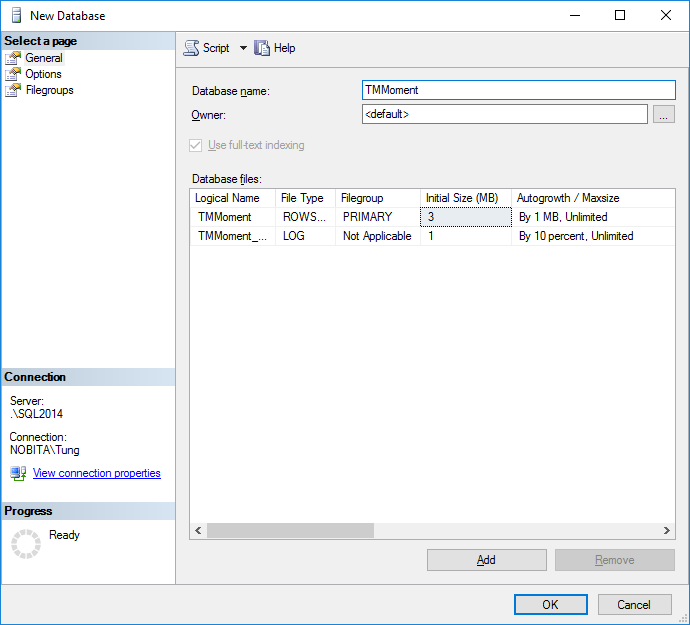 New Database
Select a page
General
Options
Filegroups
Script Help
Database name: TMMoment
Owner: <default> ...
Use full-text indexing
Database files:
Logical Name File Type Filegroup Initial Size (MB) Autogrowth / Maxsize
TMMoment ROWS... PRIMARY 3 By 1 MB, Unlimited
TMMoment_... LOG Not Applicable 1 By 10 percent, Unlimited
Connection
Server:
.\SQL2014
Connection:
NOBITA\Tung
View connection properties
Progress
Ready
Add Remove
OK Cancel